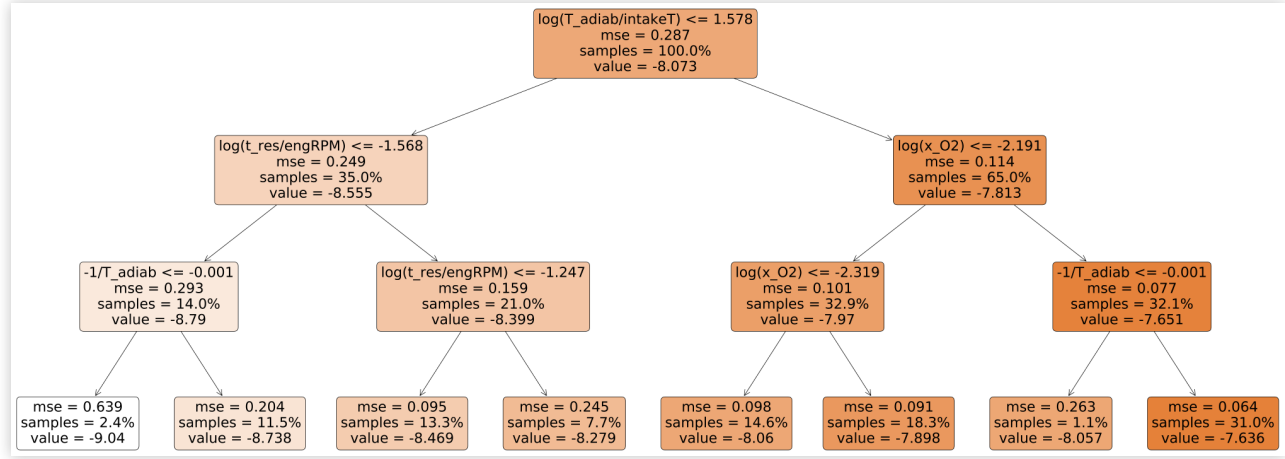 log(T_adiab/intakeT) <= 1.578
mse = 0.287
samples = 100.0%
value = -8.073
log(t_res/engRPM) <= -1.568
mse = 0.249
samples = 35.0%
value = -8.555
log(x_O2) <= -2.191
mse = 0.114
samples = 65.0%
value = -7.813
-1/T_adiab <= -0.001
mse = 0.293
samples = 14.0%
value = -8.79
log(t_res/engRPM) <= -1.247
mse = 0.159
samples = 21.0%
value = -8.399
log(x_O2) <= -2.319
mse = 0.101
samples = 32.9%
value = -7.97
-1/T_adiab <= -0.001
mse = 0.077
samples = 32.1%
value = -7.651
mse = 0.639
samples = 2.4%
value = -9.04
mse = 0.204
samples = 11.5%
value = -8.738
mse = 0.095
samples = 13.3%
value = -8.469
mse = 0.245
samples = 7.7%
value = -8.279
mse = 0.098
samples = 14.6%
value = -8.06
mse = 0.091
samples = 18.3%
value = -7.898
mse = 0.263
samples = 1.1%
value = -8.057
mse = 0.064
samples = 31.0%
value = -7.636